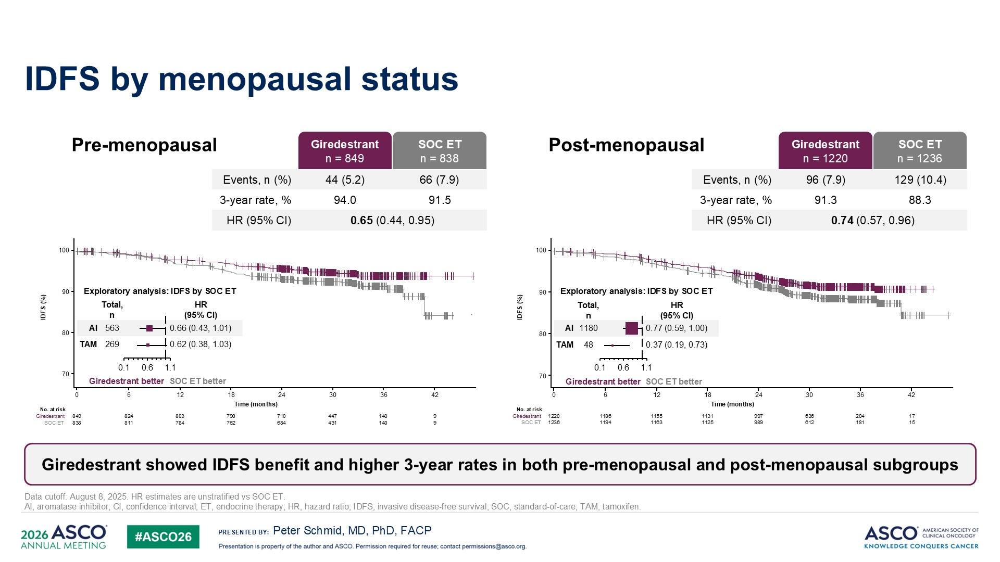 IDFS by menopausal status
Pre-menopausal
Giredestrant
n = 849
SOC ET
n = 838
Events, n (%) 44 (5.2) 66 (7.9)
3-year rate, % 94.0 91.5
HR (95% CI) 0.65 (0.44, 0.95)
100
90
80
70
IDFS (%)
Exploratory analysis: IDFS by SOC ET
Total,
n
HR
(95% CI)
AI 563 0.66 (0.43, 1.01)
TAM 269 0.62 (0.38, 1.03)
0.1 0.6 1.1
Giredestrant better SOC ET better
0 6 12 18 24 30 36 42
Time (months)
No. at risk
Giredestrant 849 824 803 790 710 447 140 9
SOC ET 838 811 784 762 684 431 140 9
Post-menopausal
Giredestrant
n = 1220
SOC ET
n = 1236
Events, n (%) 96 (7.9) 129 (10.4)
3-year rate, % 91.3 88.3
HR (95% CI) 0.74 (0.57, 0.96)
100
90
80
70
IDFS (%)
Exploratory analysis: IDFS by SOC ET
Total,
n
HR
(95% CI)
AI 1180 0.77 (0.59, 1.00)
TAM 48 0.37 (0.19, 0.73)
0.1 0.6 1.1
Giredestrant better SOC ET better
0 6 12 18 24 30 36 42
Time (months)
No. at risk
Giredestrant 1220 1186 1155 1131 997 636 204 17
SOC ET 1236 1194 1163 1125 989 612 181 15
Giredestrant showed IDFS benefit and higher 3-year rates in both pre-menopausal and post-menopausal subgroups
Data cutoff: August 8, 2025. HR estimates are unstratified vs SOC ET.
AI, aromatase inhibitor; CI, confidence interval; ET, endocrine therapy; HR, hazard ratio; IDFS, invasive disease-free survival; SOC, standard-of-care; TAM, tamoxifen.
2026 ASCO
ANNUAL MEETING
#ASCO26
PRESENTED BY: Peter Schmid, MD, PhD, FACP
Presentation is property of the author and ASCO. Permission required for reuse; contact permissions@asco.org.
ASCO AMERICAN SOCIETY OF
CLINICAL ONCOLOGY
KNOWLEDGE CONQUERS CANCER